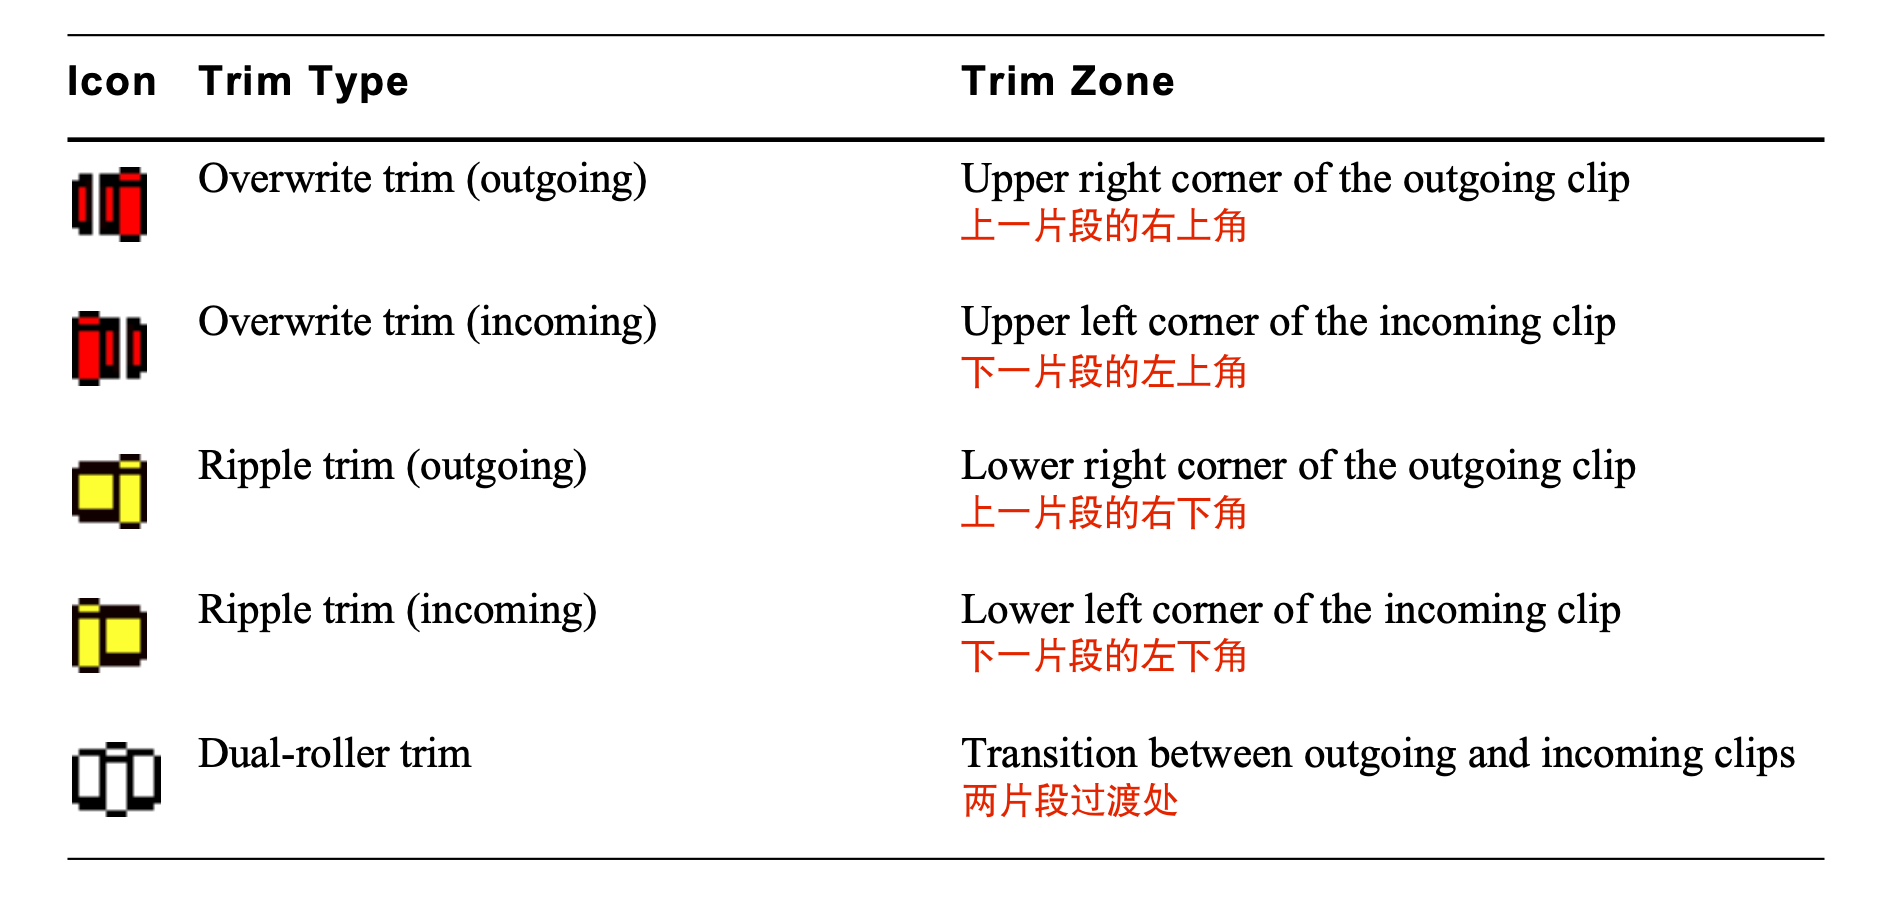 Icon Trim Type Trim Zone
Overwrite trim (outgoing) Upper right corner of the outgoing clip
上一片段的右上角
Overwrite trim (incoming) Upper left corner of the incoming clip
下一片段的左上角
Ripple trim (outgoing) Lower right corner of the outgoing clip
上一片段的右下角
Ripple trim (incoming) Lower left corner of the incoming clip
下一片段的左下角
Dual-roller trim Transition between outgoing and incoming clips
两片段过渡处